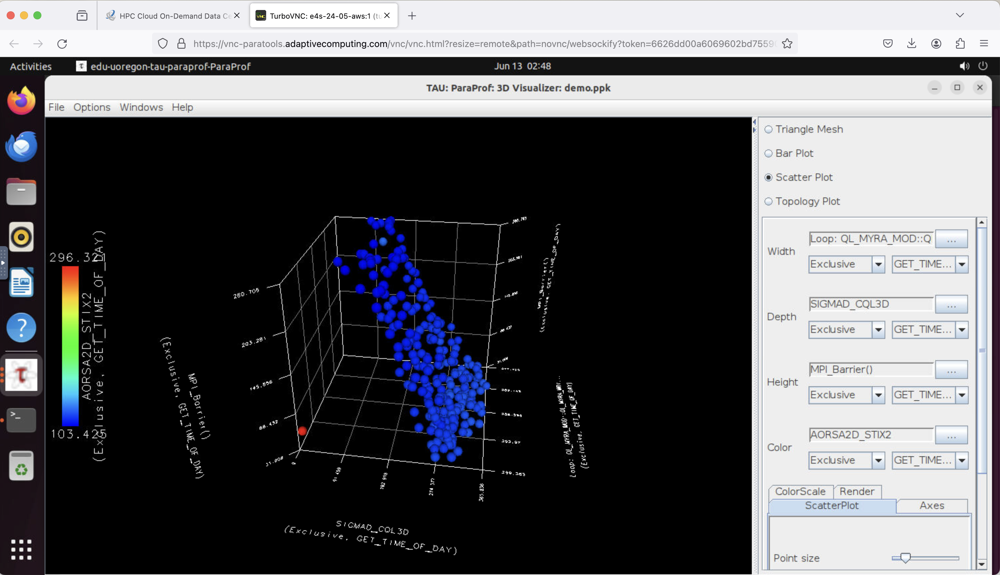 HPC Cloud On-Demand Data Ce
TurboVNC: e4s-24-05-aws:1 (tu
https://vnc-paratools.adaptivecomputing.com/vnc/vnc.html?resize=remote&path=novnc/websockify?token=6626dd00a6069602bd7559
Activities
edu-uoregon-tau-paraprof-ParaProf
Jun 13 02:48
TAU: ParaProf: 3D Visualizer: demo.ppk
File Options Windows Help
296.32
AORSA2D_STIX2
(Exclusive, GET_TIME_OF_DAY)
103.425
260.705
203.281
145.856
88.432
31.008
MPI_Barrier()
(Exclusive, GET_TIME_OF_DAY)
0
91.459
182.918
274.377
365.836
SIGMAD_CQL3D
(Exclusive, GET_TIME_OF_DAY)
MPI_Barrier()
(Exclusive, GET_TIME_OF_DAY)
293.97
299.383
(Exclusive, GET_TIME_OF_DAY)
Triangle Mesh
Bar Plot
Scatter Plot
Topology Plot
Width
Loop: QL_MYRA_MOD::Q
...
Exclusive
GET_TIME...
Depth
SIGMAD_CQL3D
...
Exclusive
GET_TIME...
Height
MPI_Barrier()
...
Exclusive
GET_TIME...
Color
AORSA2D_STIX2
...
Exclusive
GET_TIME...
ColorScale
Render
ScatterPlot
Axes
Point size